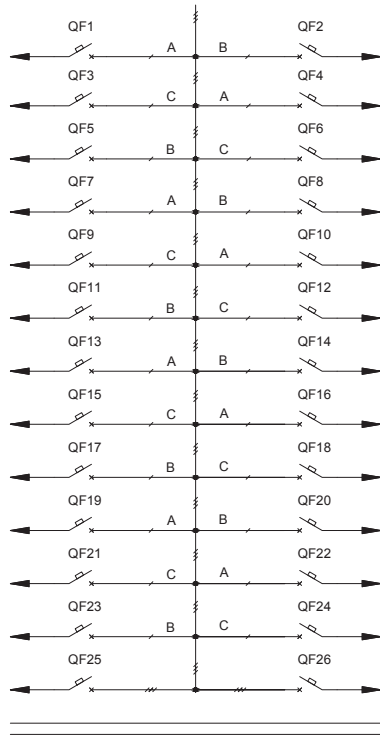 QF1 QF2
A B
QF3 QF4
C A
QF5 QF6
B C
QF7 QF8
A B
QF9 QF10
C A
QF11 QF12
B C
QF13 QF14
A B
QF15 QF16
C A
QF17 QF18
B C
QF19 QF20
A B
QF21 QF22
C A
QF23 QF24
B C
QF25 QF26